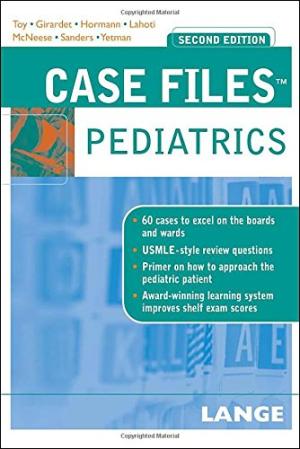 Toy • Girardet • Hormann • Lahoti
McNeese • Sanders • Yetman
SECOND EDITION
CASE FILES™
PEDIATRICS
• 60 cases to excel on the boards
and wards
• USMLE-style review questions
• Primer on how to approach the
pediatric patient
• Award-winning learning system
improves shelf exam scores
LANGE